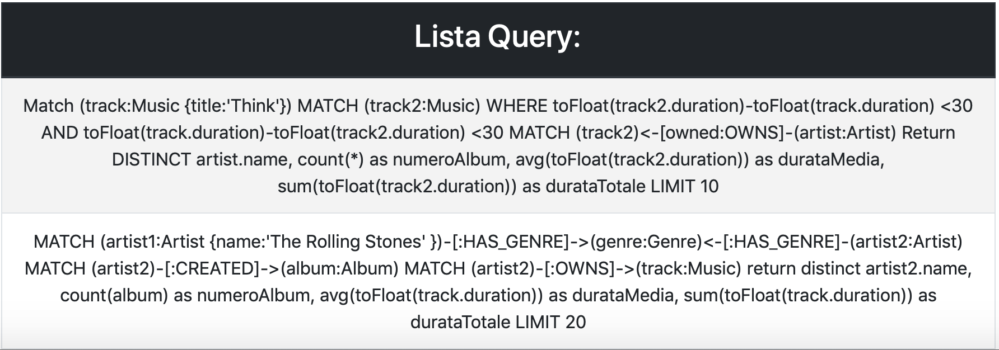 Lista Query:
Match (track:Music {title:'Think'}) MATCH (track2:Music) WHERE toFloat(track2.duration)-toFloat(track.duration) <30
AND toFloat(track.duration)-toFloat(track2.duration) <30 MATCH (track2)<-[owned:OWNS]-(artist:Artist) Return
DISTINCT artist.name, count(*) as numeroAlbum, avg(toFloat(track2.duration)) as durataMedia,
sum(toFloat(track2.duration)) as durataTotale LIMIT 10
MATCH (artist1:Artist {name:'The Rolling Stones' })-[:HAS_GENRE]->(genre:Genre)<-[:HAS_GENRE]-(artist2:Artist)
MATCH (artist2)-[:CREATED]->(album:Album) MATCH (artist2)-[:OWNS]->(track:Music) return distinct artist2.name,
count(album) as numeroAlbum, avg(toFloat(track.duration)) as durataMedia, sum(toFloat(track.duration)) as
durataTotale LIMIT 20